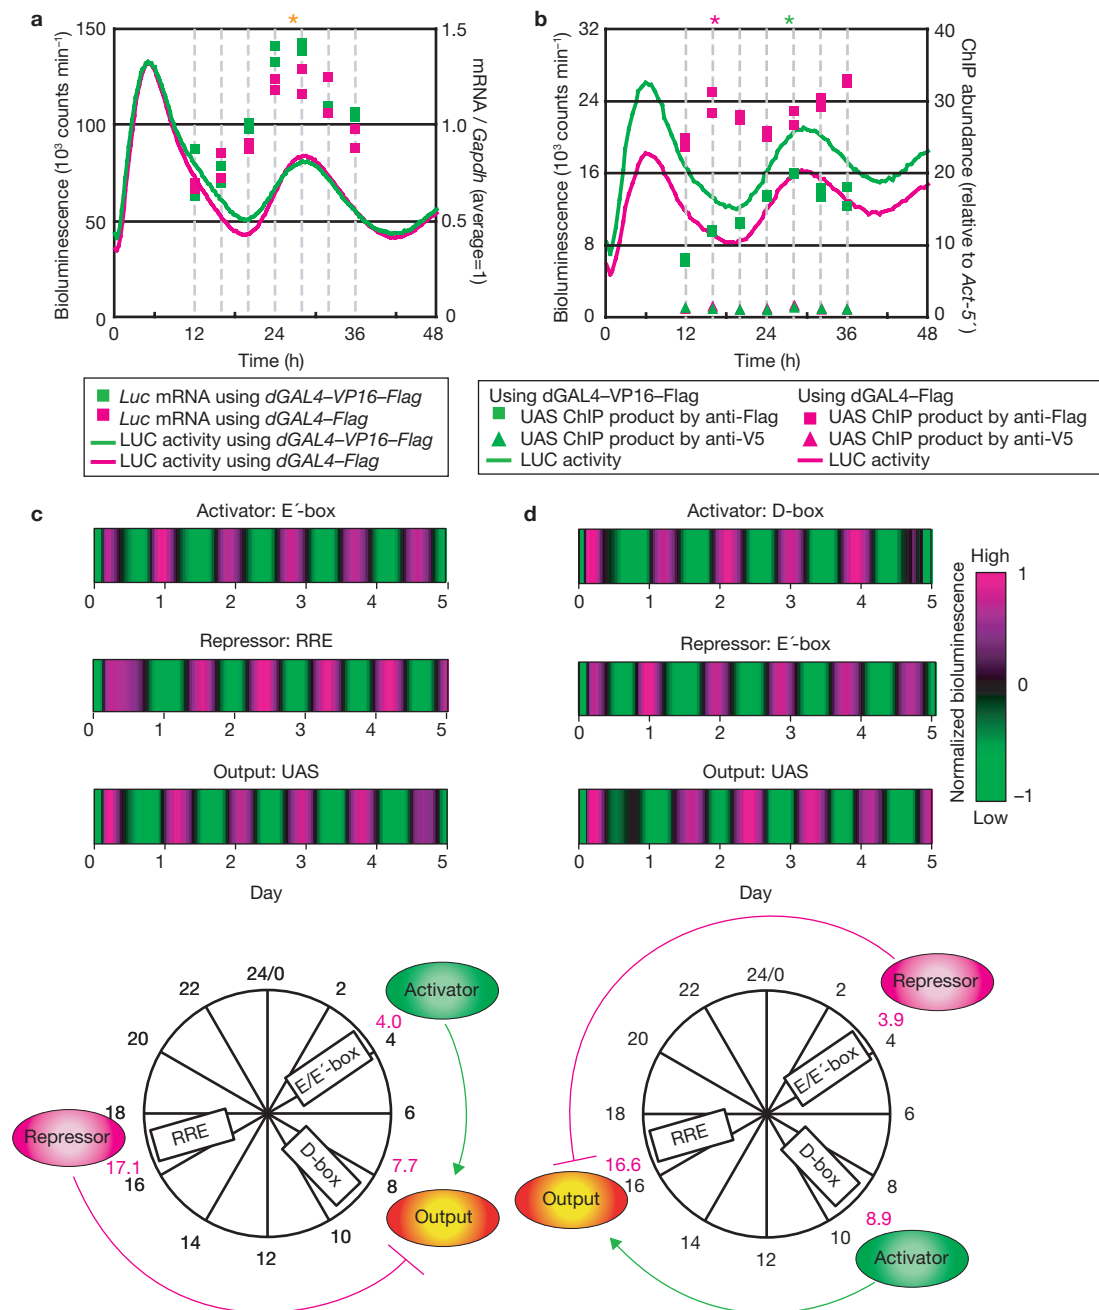 a
*
Bioluminescence (10³ counts min⁻¹)
150
100
50
0
1.5
1.0
0.5
0
mRNA / Gapdh (average=1)
0 12 24 36 48
Time (h)
Luc mRNA using dGAL4–VP16–Flag
Luc mRNA using dGAL4–Flag
LUC activity using dGAL4–VP16–Flag
LUC activity using dGAL4–Flag
b
* *
Bioluminescence (10³ counts min⁻¹)
32
24
16
8
0
40
30
20
10
0
ChIP abundance (relative to Act-5´)
0 12 24 36 48
Time (h)
Using dGAL4-VP16-Flag
UAS ChIP product by anti-Flag
UAS ChIP product by anti-V5
LUC activity
Using dGAL4-Flag
UAS ChIP product by anti-Flag
UAS ChIP product by anti-V5
LUC activity
c
Activator: E´-box
0 1 2 3 4 5
Repressor: RRE
0 1 2 3 4 5
Output: UAS
0 1 2 3 4 5
Day
d
Activator: D-box
0 1 2 3 4 5
Repressor: E´-box
0 1 2 3 4 5
Output: UAS
0 1 2 3 4 5
Day
High
1
0
−1
Low
Normalized bioluminescence
24/0
2
4
6
8
10
12
14
16
18
20
22
E/E´-box
D-box
RRE
Activator
4.0
Repressor
17.1
7.7
Output
24/0
2
4
6
8
10
12
14
16
18
20
22
E/E´-box
D-box
RRE
Repressor
3.9
16.6
Output
8.9
Activator